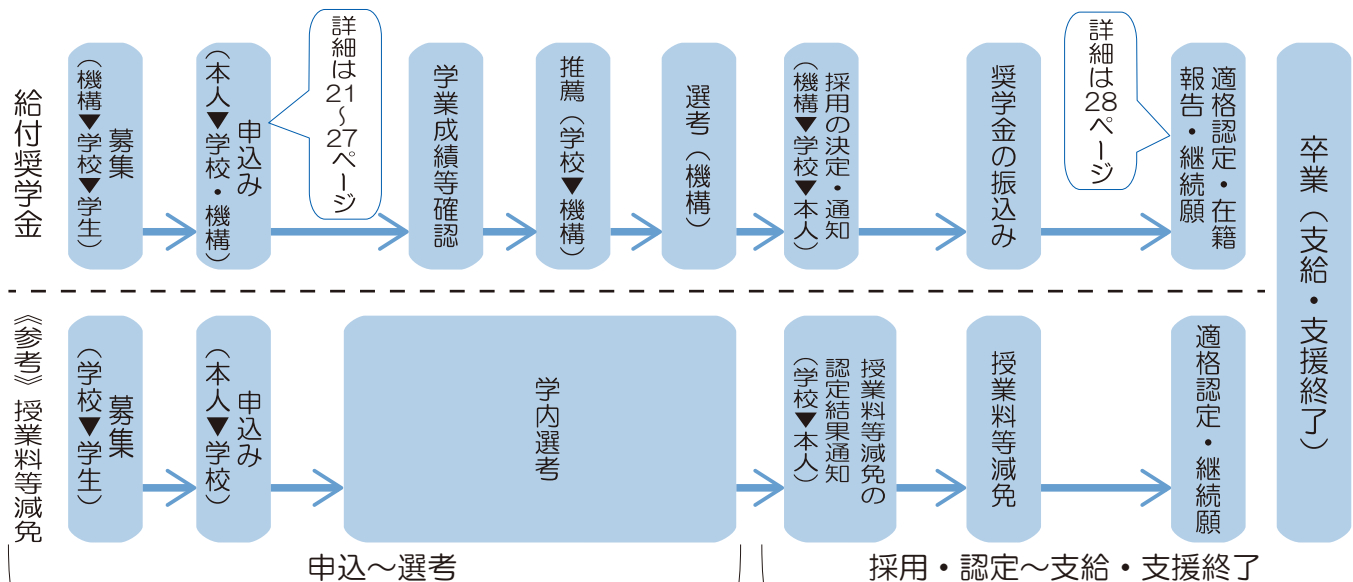 給付奨学金
募集
(機構▼学校▼学生)
申込み
(本人▼学校・機構)
詳細は
21~27ページ
学業成績等確認
推薦(学校▼機構)
選考(機構)
採用の決定・通知
(機構▼学校▼本人)
奨学金の振込み
詳細は
28ページ
適格認定・在籍
報告・継続願
卒業(支給・支援終了)
《参考》授業料等減免
募集
(学校▼学生)
申込み
(本人▼学校)
学内選考
授業料等減免の
認定結果通知
(学校▼本人)
授業料等減免
適格認定・継続願
申込~選考
採用・認定~支給・支援終了